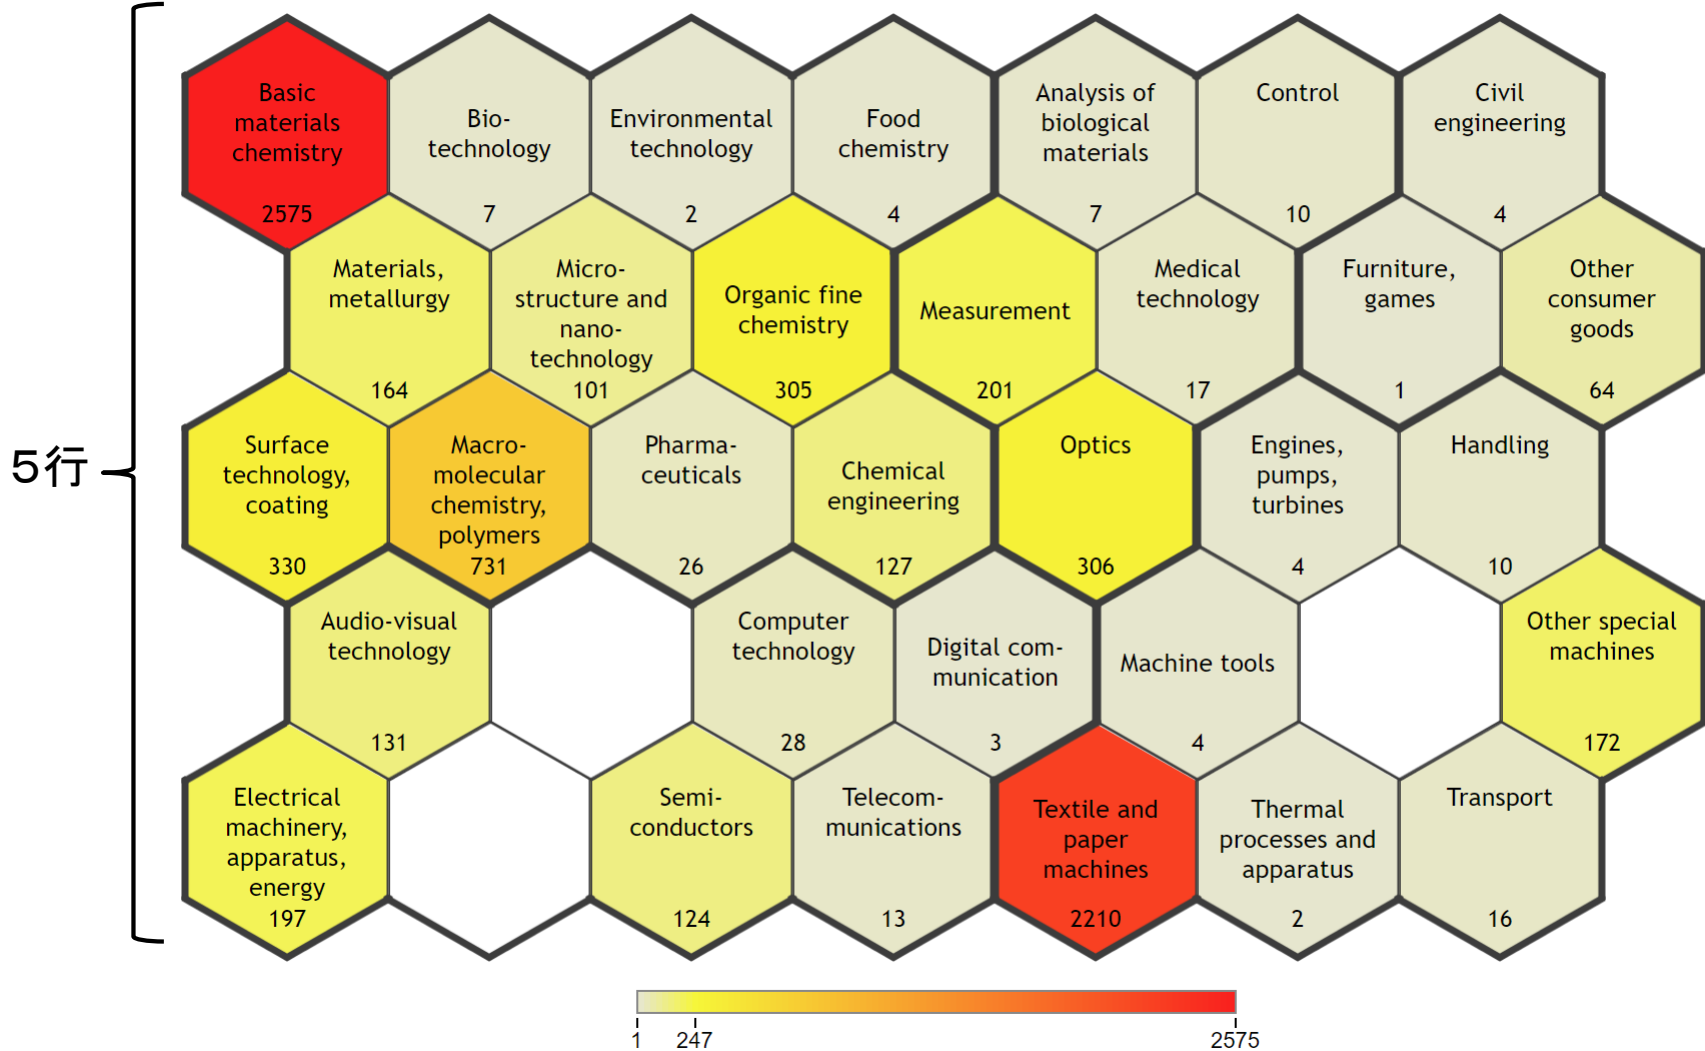 5行
Basic
materials
chemistry
2575
Bio-
technology
7
Environmental
technology
2
Food
chemistry
4
Analysis of
biological
materials
7
Control
10
Civil
engineering
4
Materials,
metallurgy
164
Micro-
structure and
nano-
technology
101
Organic fine
chemistry
305
Measurement
201
Medical
technology
17
Furniture,
games
1
Other
consumer
goods
64
Surface
technology,
coating
330
Macro-
molecular
chemistry,
polymers
731
Pharma-
ceuticals
26
Chemical
engineering
127
Optics
306
Engines,
pumps,
turbines
4
Handling
10
Audio-visual
technology
131
Computer
technology
28
Digital com-
munication
3
Machine tools
4
Other special
machines
172
Electrical
machinery,
apparatus,
energy
197
Semi-
conductors
124
Telecom-
munications
13
Textile and
paper
machines
2210
Thermal
processes and
apparatus
2
Transport
16
1 247 2575